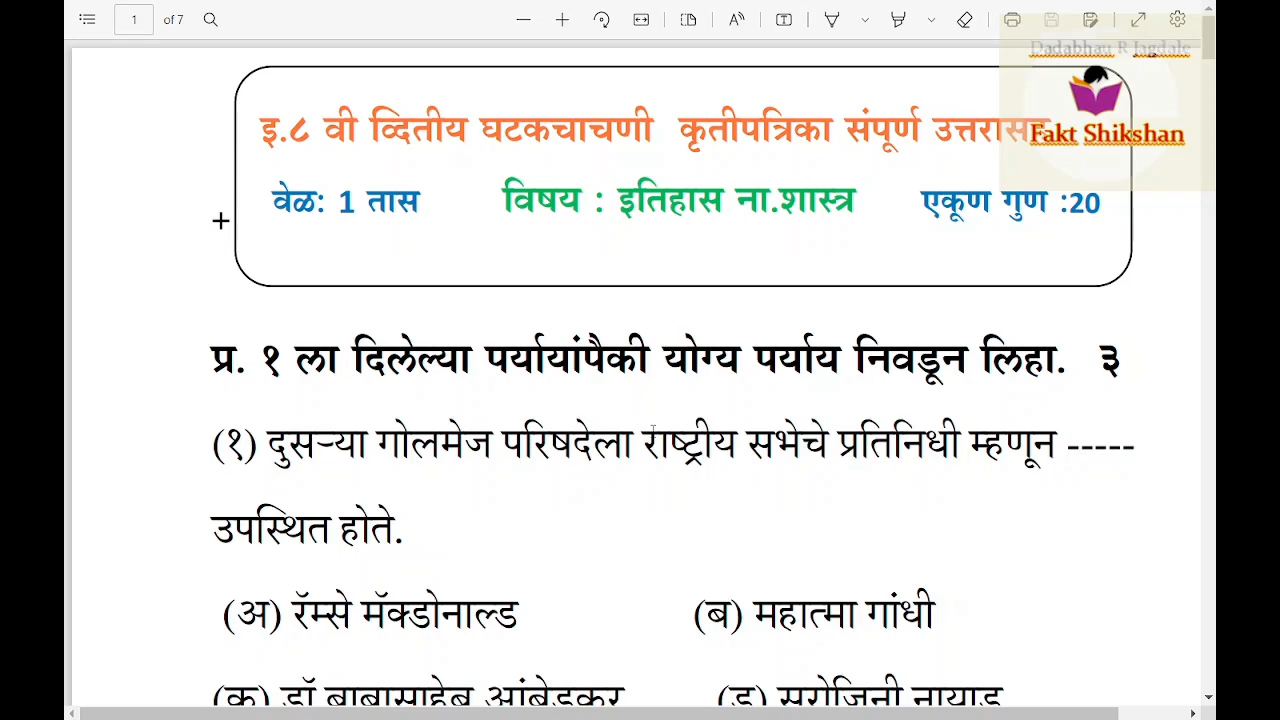 1 of 7
Dadabhau R Jagdale
Fakt Shikshan
इ.८ वी व्दितीय घटकचाचणी कृतीपत्रिका संपूर्ण उत्तरास
वेळ: 1 तास विषय : इतिहास ना.शास्त्र एकूण गुण :20
प्र. १ ला दिलेल्या पर्यायांपैकी योग्य पर्याय निवडून लिहा. ३
(१) दुसऱ्या गोलमेज परिषदेला राष्ट्रीय सभेचे प्रतिनिधी म्हणून -----
उपस्थित होते.
(अ) रॅम्से मॅक्डोनाल्ड (ब) महात्मा गांधी
(क) डॉ बाबासाहेब आंबेडकर (ड) सरोजिनी नायडू